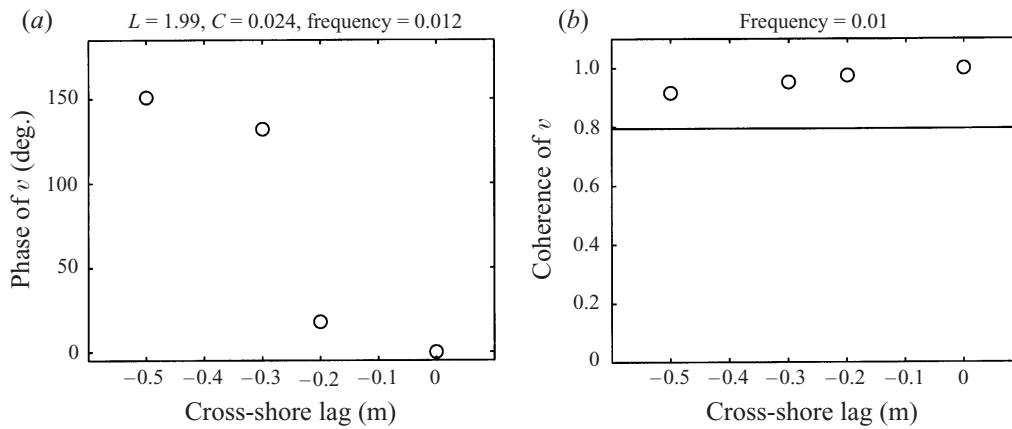 (a)
L = 1.99, C = 0.024, frequency = 0.012
Phase of v (deg.)
150
100
50
0
−0.5 −0.4 −0.3 −0.2 −0.1 0
Cross-shore lag (m)
(b)
Frequency = 0.01
Coherence of v
1.0
0.8
0.6
0.4
0.2
0
−0.5 −0.4 −0.3 −0.2 −0.1 0
Cross-shore lag (m)